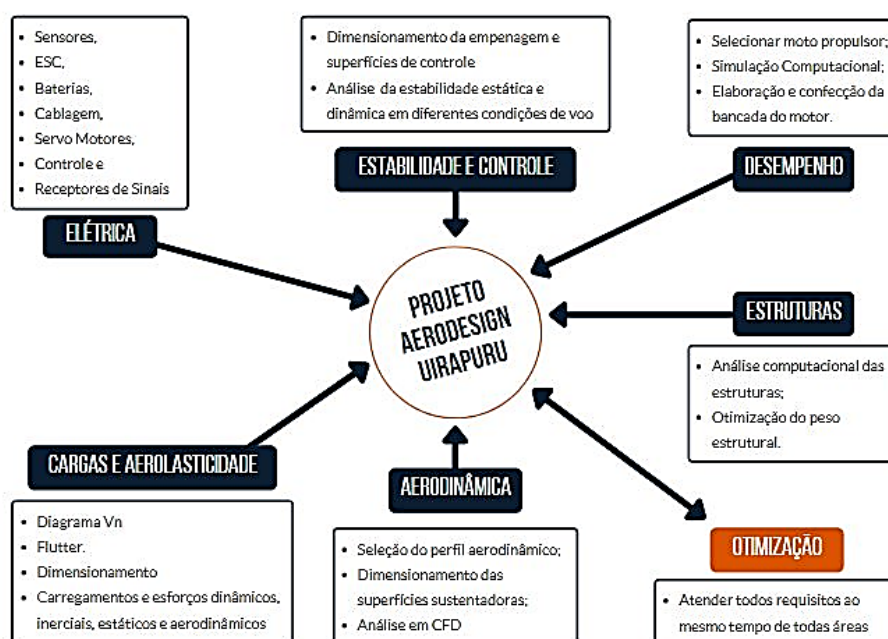 • Sensores,
• ESC,
• Baterias,
• Cablagem,
• Servo Motores,
• Controle e
• Receptores de Sinais
ELÉTRICA
• Dimensionamento da empenagem e
superfícies de controle
• Análise da estabilidade estática e
dinâmica em diferentes condições de voo
ESTABILIDADE E CONTROLE
• Selecionar moto propulsor;
• Simulação Computacional;
• Elaboração e confecção da
bancada do motor.
DESEMPENHO
PROJETO
AERODESIGN
UIRAPURU
ESTRUTURAS
• Análise computacional das
estruturas;
• Otimização do peso
estrutural.
CARGAS E AEROLASTICIDADE
• Diagrama Vn
• Flutter.
• Dimensionamento
• Carregamentos e esforços dinâmicos,
inerciais, estáticos e aerodinâmicos
AERODINÂMICA
• Seleção do perfil aerodinâmico;
• Dimensionamento das
superfícies sustentadoras;
• Análise em CFD
OTIMIZAÇÃO
• Atender todos requisitos ao
mesmo tempo de todas áreas